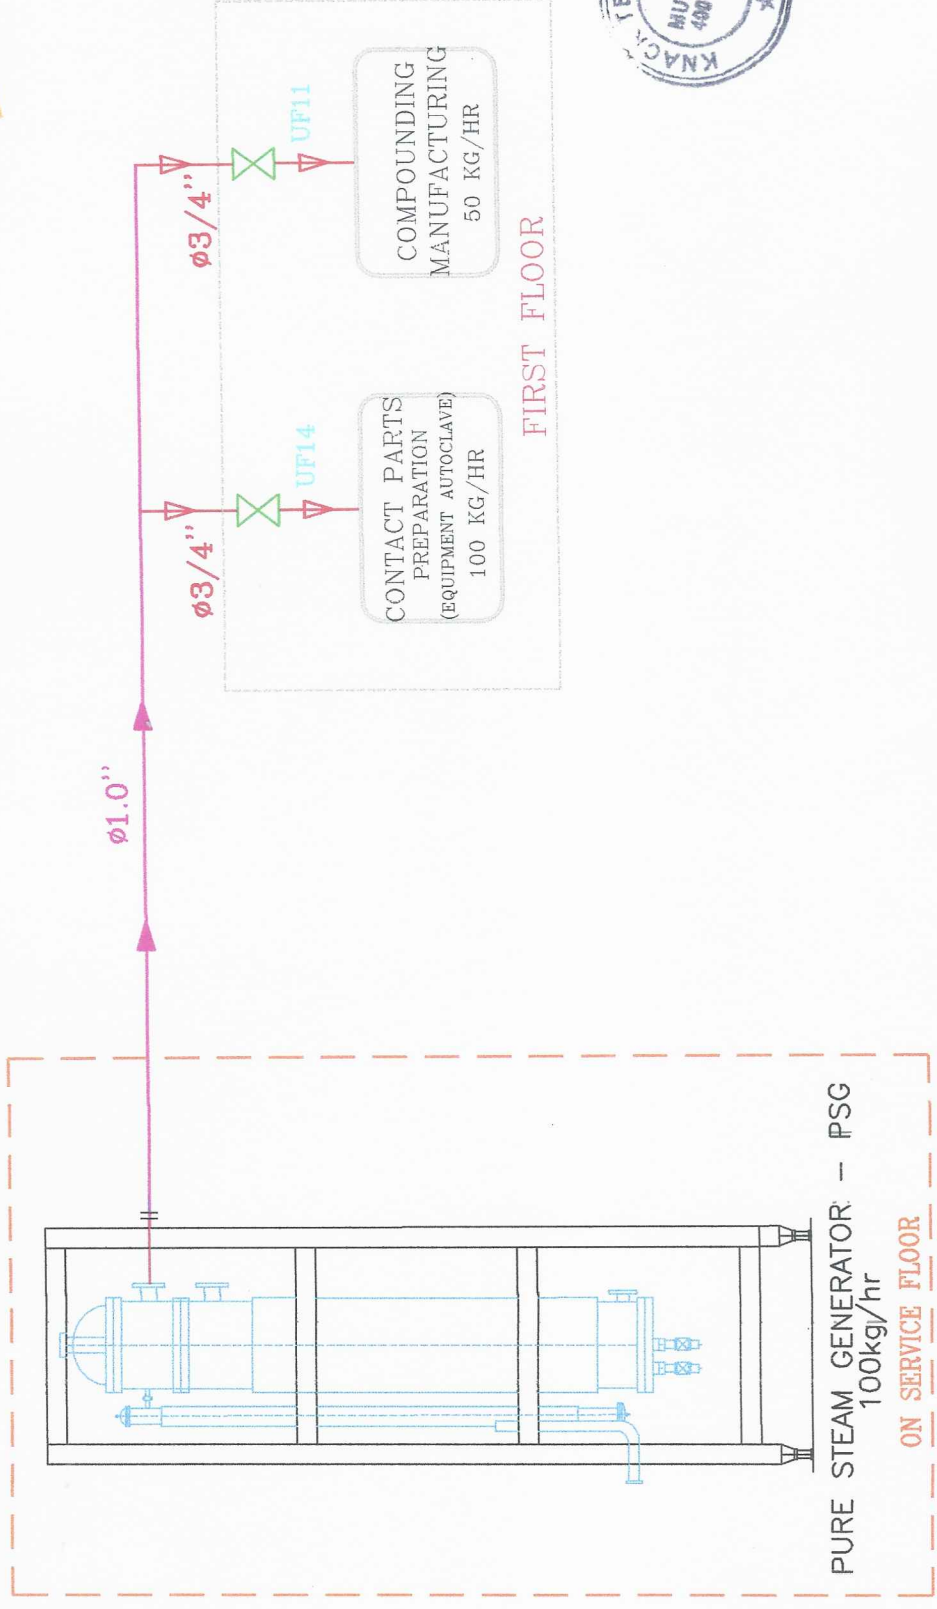 PURE STEAM GENERATOR - PSG
100kg/hr
ON SERVICE FLOOR
ø1.0"
ø3/4"
UF14
CONTACT PARTS
PREPARATION
(EQUIPMENT AUTOCLAVE)
100 KG/HR
ø3/4"
UF11
COMPOUNDING
MANUFACTURING
50 KG/HR
FIRST FLOOR
KNACK